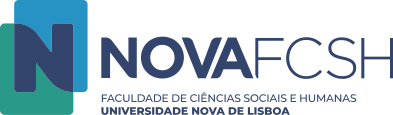 N NOVAFCSH
FACULDADE DE CIÊNCIAS SOCIAIS E HUMANAS
UNIVERSIDADE NOVA DE LISBOA